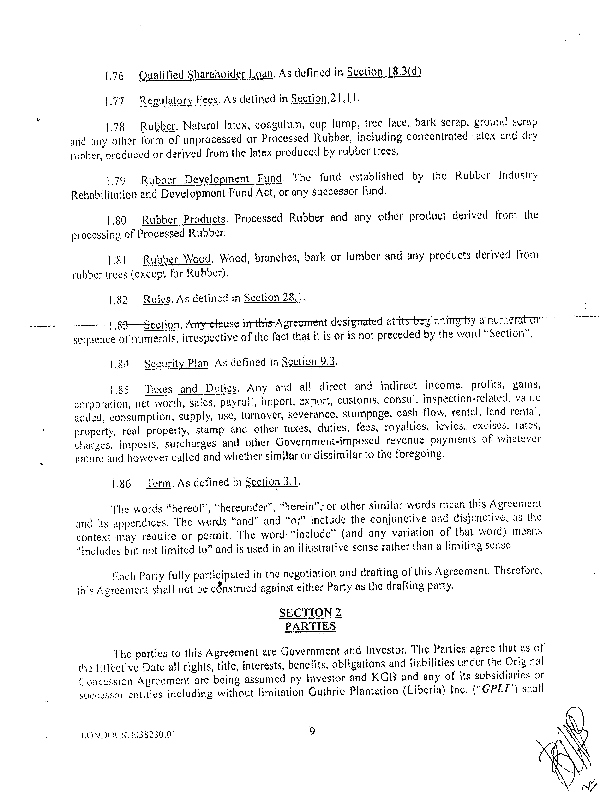 1.76 Qualified Shareholder Loan. As defined in Section 18.3(d)
1.77 Regulatory Fees. As defined in Section 21.11.
1.78 Rubber. Natural latex, coagulum, cup lump, tree lace, bark scrap, ground scrap
and any other form of unprocessed or Processed Rubber, including concentrated latex and dry
rubber, produced or derived from the latex produced by rubber trees.
1.79 Rubber Development Fund. The fund established by the Rubber Industry
Rehabilitation and Development Fund Act, or any successor fund.
1.80 Rubber Products. Processed Rubber and any other product derived from the
processing of Processed Rubber.
1.81 Rubber Wood. Wood, branches, bark or lumber and any products derived from
rubber trees (except for Rubber).
1.82 Rules. As defined in Section 28.1.
1.83 Section. Any clause in this Agreement designated at its beginning by a numeral or
sequence of numerals, irrespective of the fact that it is or is not preceded by the word "Section".
1.84 Security Plan. As defined in Section 9.3.
1.85 Taxes and Duties. Any and all direct and indirect income, profits, gains,
corporation, net worth, sales, payroll, import, export, customs, consul, inspection-related, value
added, consumption, supply, use, turnover, severance, stumpage, cash flow, rental, land rental,
property, real property, stamp and other taxes, duties, fees, royalties, levies, excises, rates,
charges, imposts, surcharges and other Government-imposed revenue payments of whatever
nature and however called and whether similar or dissimilar to the foregoing.
1.86 Term. As defined in Section 3.1.
The words "hereof", "hereunder", "herein", or other similar words mean this Agreement
and its appendices. The words "and" and "or" include the conjunctive and disjunctive, as the
context may require or permit. The word "include" (and any variation of that word) means
"includes but not limited to" and is used in an illustrative sense rather than a limiting sense.
Each Party fully participated in the negotiation and drafting of this Agreement. Therefore,
this Agreement shall not be construed against either Party as the drafting party.
SECTION 2
PARTIES
The parties to this Agreement are Government and Investor. The Parties agree that as of
the Effective Date all rights, title, interests, benefits, obligations and liabilities under the Original
Concession Agreement are being assumed by Investor and KGB and any of its subsidiaries or
successor entities including without limitation Guthrie Plantation (Liberia) Inc. ("GPLI") shall
9